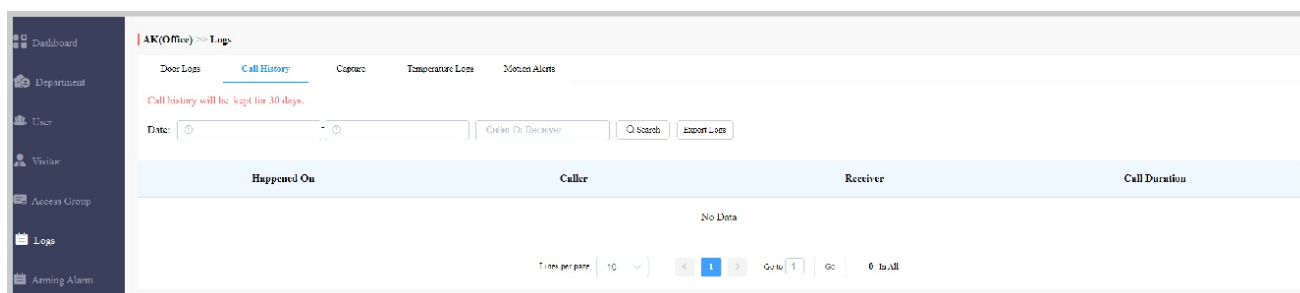 Dashboard
Department
User
Visitor
Access Group
Logs
Arming Alarm
AK(Office) >> Logs
Door Logs Call History Capture Temperature Logs Motion Alerts
Call history will be kept for 30 days.
Date: - Caller Or Receiver Search Export Logs
Happened On Caller Receiver Call Duration
No Data
Lines per page 10 < 1 > Go to 1 Go 0 In All